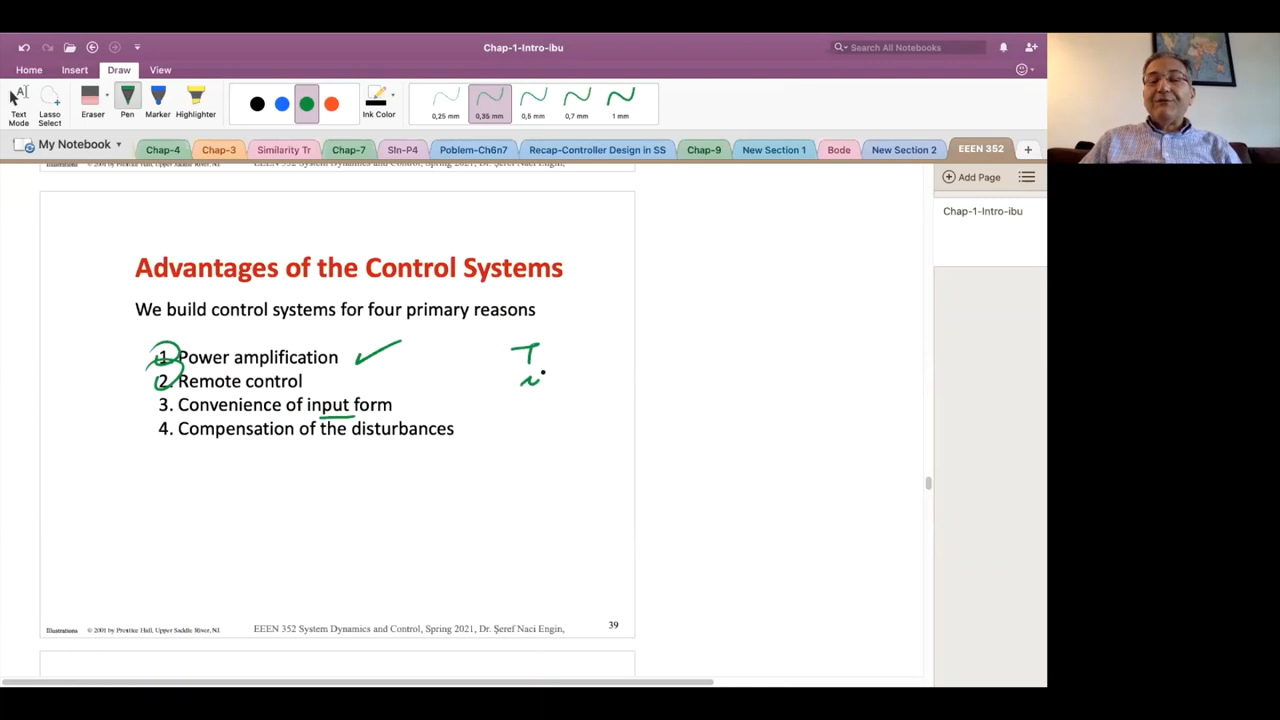 Chap-1-Intro-ibu
Search All Notebooks
Home Insert Draw View
Text Mode
Lasso Select
Eraser
Pen
Marker
Highlighter
Ink Color
0,25 mm 0,35 mm 0,5 mm 0,7 mm 1 mm
My Notebook Chap-4 Chap-3 Similarity Tr Chap-7 SIn-P4 Poblem-Ch6n7 Recap-Controller Design in SS Chap-9 New Section 1 Bode New Section 2 EEEN 352
Add Page
Chap-1-Intro-ibu
Advantages of the Control Systems
We build control systems for four primary reasons
1. Power amplification
T
2. Remote control
3. Convenience of input form
4. Compensation of the disturbances
Illustrations © 2001 by Prentice Hall, Upper Saddle River, NJ. EEEN 352 System Dynamics and Control, Spring 2021, Dr. Şeref Naci Engin, 39